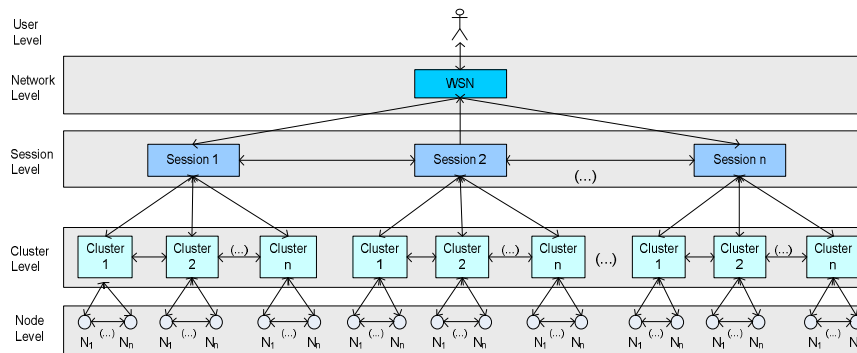 User
Level
Network
Level
WSN
Session
Level
Session 1
Session 2
Session n
(...)
Cluster
Level
Cluster
1
Cluster
2
(...)
Cluster
n
Cluster
1
Cluster
2
(...)
Cluster
n
(...)
Cluster
1
Cluster
2
(...)
Cluster
n
Node
Level
N1 (...) Nn
N1 (...) Nn
N1 (...) Nn
N1 (...) Nn
N1 (...) Nn
N1 (...) Nn
N1 (...) Nn
N1 (...) Nn
N1 (...) Nn